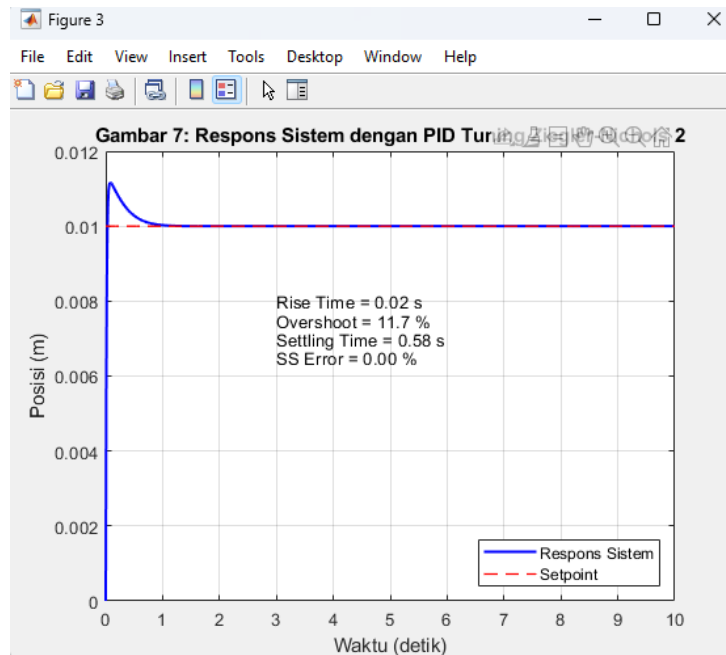 Figure 3
File Edit View Insert Tools Desktop Window Help
Gambar 7: Respons Sistem dengan PID Tuning Ziegler-Nichols 2
0.012
0.01
0.008
0.006
0.004
0.002
0
Posisi (m)
Rise Time = 0.02 s
Overshoot = 11.7 %
Settling Time = 0.58 s
SS Error = 0.00 %
Respons Sistem
Setpoint
0 1 2 3 4 5 6 7 8 9 10
Waktu (detik)